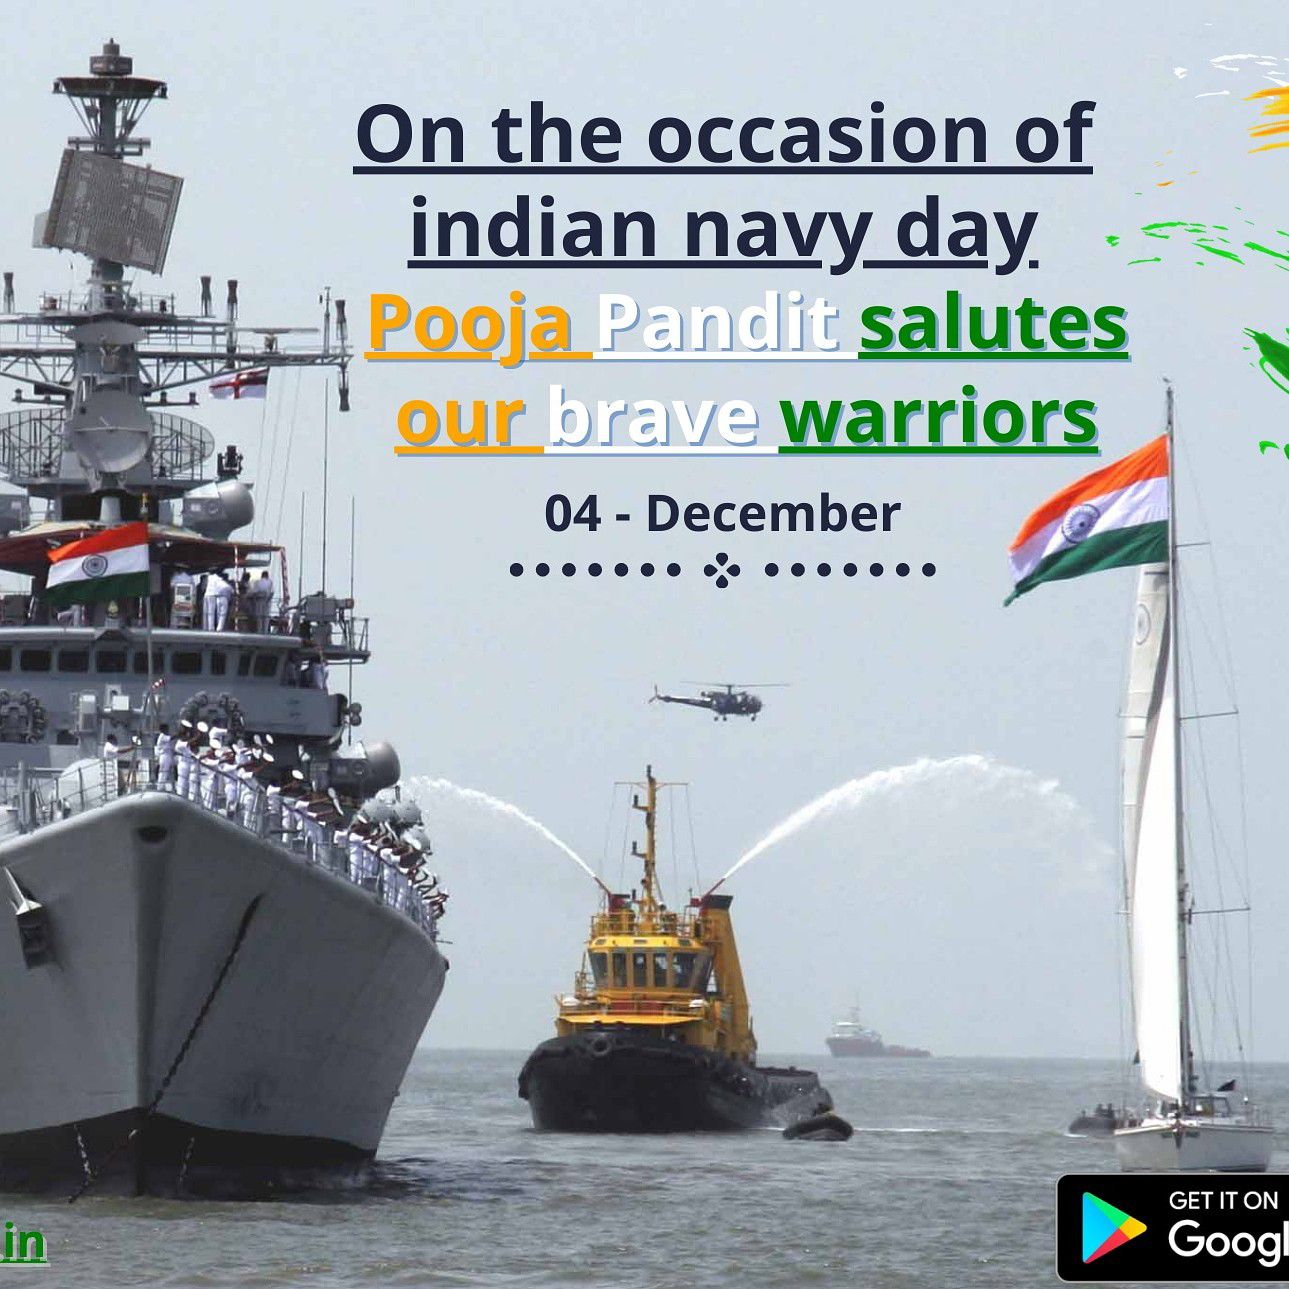 On the occasion of
indian navy day
Pooja Pandit salutes
our brave warriors
04 - December
.in
GET IT ON
Googl